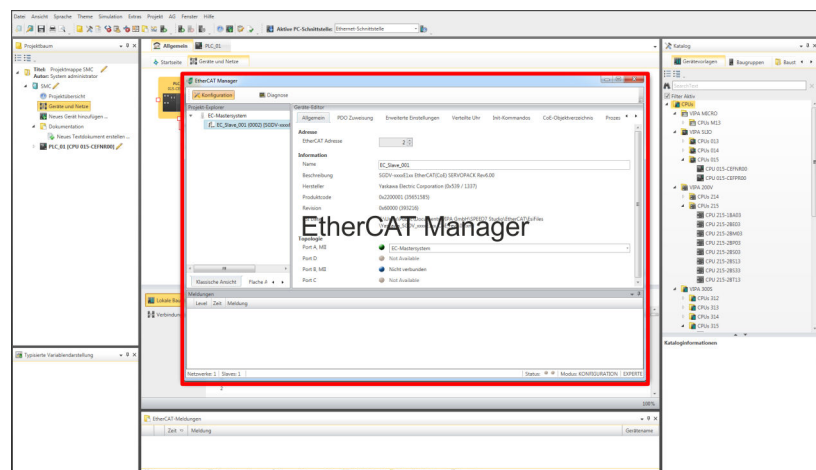 Datei Ansicht Sprache Theme Simulation Extras Projekt AG Fenster Hilfe
Aktive PC-Schnittstelle: Ethernet-Schnittstelle
Projektbaum
Titel: Projektmappe SMC
Autor: System administrator
SMC
Projektübersicht
Geräte und Netze
Neues Gerät hinzufügen ...
Dokumentation
Neues Textdokument erstellen ...
PLC_01 [CPU 015-CEFNR00]
Typisierte Variablendarstellung
Allgemein PLC_01
Startseite Geräte und Netze
EtherCAT Manager
Konfiguration Diagnose
Projekt-Explorer
EC-Mastersystem
EC_Slave_001 (0002) [SGDV-xxxxE
Klassische Ansicht Flache A
Geräte-Editor
Allgemein PDO Zuweisung Erweiterte Einstellungen Verteilte Uhr Init-Kommandos CoE-Objektverzeichnis Prozes
Adresse
EtherCAT Adresse 2
Information
Name EC_Slave_001
Beschreibung SGDV-xxxxE1xx EtherCAT(CoE) SERVOPACK Rev6.00
Hersteller Yaskawa Electric Corporation (0x539 / 1337)
Produktcode 0x2200001 (35651585)
Revision 0x60000 (393216)
EtherCAT Manager
Topologie
Port A, MII EC-Mastersystem
Port D Not Available
Port B, MII Nicht verbunden
Port C Not Available
Meldungen
Level Zeit Meldung
Netzwerke: 1 Slaves: 1 Status: Modus: KONFIGURATION EXPERTE
Lokale Bau
Verbindun
2
100%
EtherCAT-Meldungen
Zeit Meldung Gerätename
Katalog
Gerätevorlagen Baugruppen Baust
Filter Aktiv
CPUs
VIPA MICRO
CPUs M13
VIPA SLIO
CPUs 013
CPUs 014
CPUs 015
CPU 015-CEFNR00
CPU 015-CEFPR00
VIPA 200V
CPUs 214
CPUs 215
CPU 215-1BA03
CPU 215-2BE03
CPU 215-2BM03
CPU 215-2BP03
CPU 215-2BS03
CPU 215-2BS13
CPU 215-2BS33
CPU 215-2BT13
VIPA 300S
CPUs 312
CPUs 313
CPUs 314
CPUs 315
Kataloginformationen